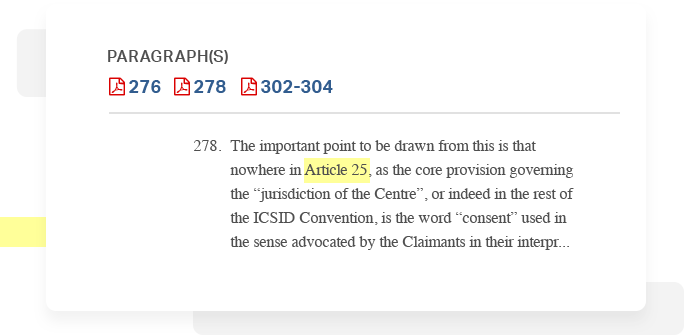 PARAGRAPH(S)
276 278 302-304
278. The important point to be drawn from this is that
nowhere in Article 25, as the core provision governing
the “jurisdiction of the Centre”, or indeed in the rest of
the ICSID Convention, is the word “consent” used in
the sense advocated by the Claimants in their interpr...